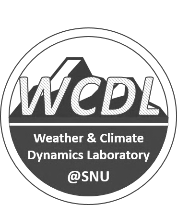 WCDL
Weather & Climate
Dynamics Laboratory
@SNU